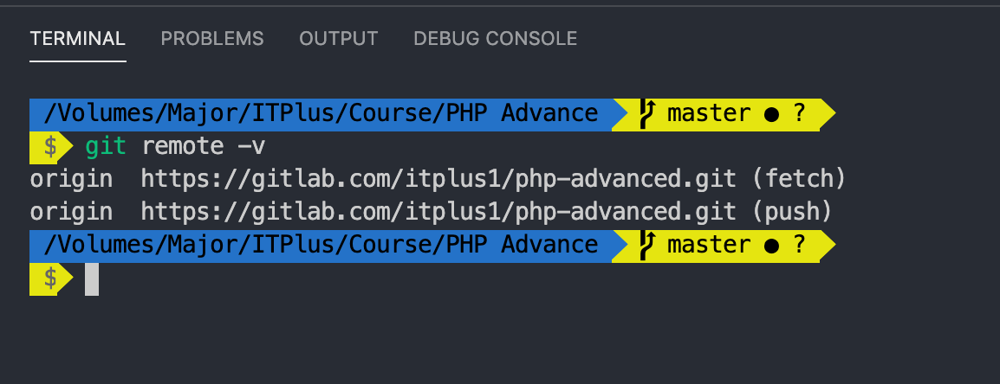 TERMINAL PROBLEMS OUTPUT DEBUG CONSOLE
/Volumes/Major/ITPlus/Course/PHP Advance master ● ?
$ git remote -v
origin  https://gitlab.com/itplus1/php-advanced.git (fetch)
origin  https://gitlab.com/itplus1/php-advanced.git (push)
/Volumes/Major/ITPlus/Course/PHP Advance master ● ?
$